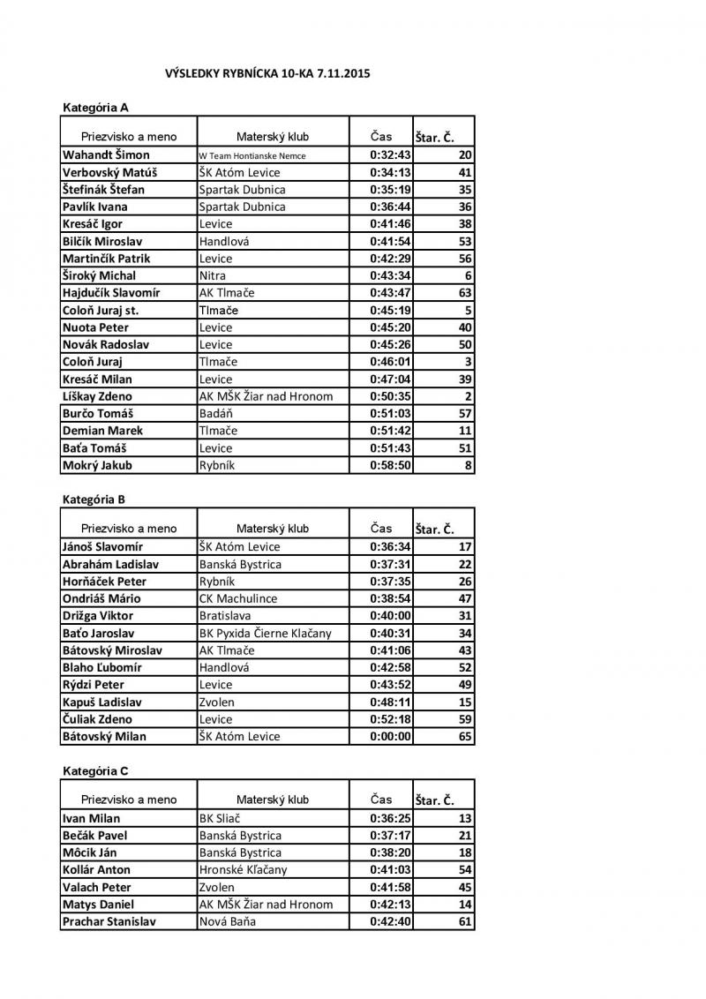 VÝSLEDKY RYBNÍCKA 10-KA 7.11.2015
Kategória A
Priezvisko a meno Materský klub Čas Štar. Č.
Wahandt Šimon W Team Hontianske Nemce 0:32:43 20
Verbovský Matúš ŠK Atóm Levice 0:34:13 41
Štefinák Štefan Spartak Dubnica 0:35:19 35
Pavlík Ivana Spartak Dubnica 0:36:44 36
Kresáč Igor Levice 0:41:46 38
Bilčík Miroslav Handlová 0:41:54 53
Martinčík Patrik Levice 0:42:29 56
Široký Michal Nitra 0:43:34 6
Hajdučík Slavomír AK Tlmače 0:43:47 63
Coloň Juraj st. Tlmače 0:45:19 5
Nuota Peter Levice 0:45:20 40
Novák Radoslav Levice 0:45:26 50
Coloň Juraj Tlmače 0:46:01 3
Kresáč Milan Levice 0:47:04 39
Líškay Zdeno AK MŠK Žiar nad Hronom 0:50:35 2
Burčo Tomáš Badáň 0:51:03 57
Demian Marek Tlmače 0:51:42 11
Baťa Tomáš Levice 0:51:43 51
Mokrý Jakub Rybník 0:58:50 8
Kategória B
Priezvisko a meno Materský klub Čas Štar. Č.
Jánoš Slavomír ŠK Atóm Levice 0:36:34 17
Abrahám Ladislav Banská Bystrica 0:37:31 22
Horňáček Peter Rybník 0:37:35 26
Ondriáš Mário CK Machulince 0:38:54 47
Držga Viktor Bratislava 0:40:00 31
Baťo Jaroslav BK Pyxida Čierne Klačany 0:40:31 34
Bátovský Miroslav AK Tlmače 0:41:06 43
Blaho Ľubomír Handlová 0:42:58 52
Rýdzi Peter Levice 0:43:52 49
Kapuš Ladislav Zvolen 0:48:11 15
Čuliak Zdeno Levice 0:52:18 59
Bátovský Milan ŠK Atóm Levice 0:00:00 65
Kategória C
Priezvisko a meno Materský klub Čas Štar. Č.
Ivan Milan BK Sliač 0:36:25 13
Bečák Pavel Banská Bystrica 0:37:17 21
Môcik Ján Banská Bystrica 0:38:20 18
Kollár Anton Hronské Kľačany 0:41:03 54
Valach Peter Zvolen 0:41:58 45
Matys Daniel AK MŠK Žiar nad Hronom 0:42:13 14
Prachar Stanislav Nová Baňa 0:42:40 61